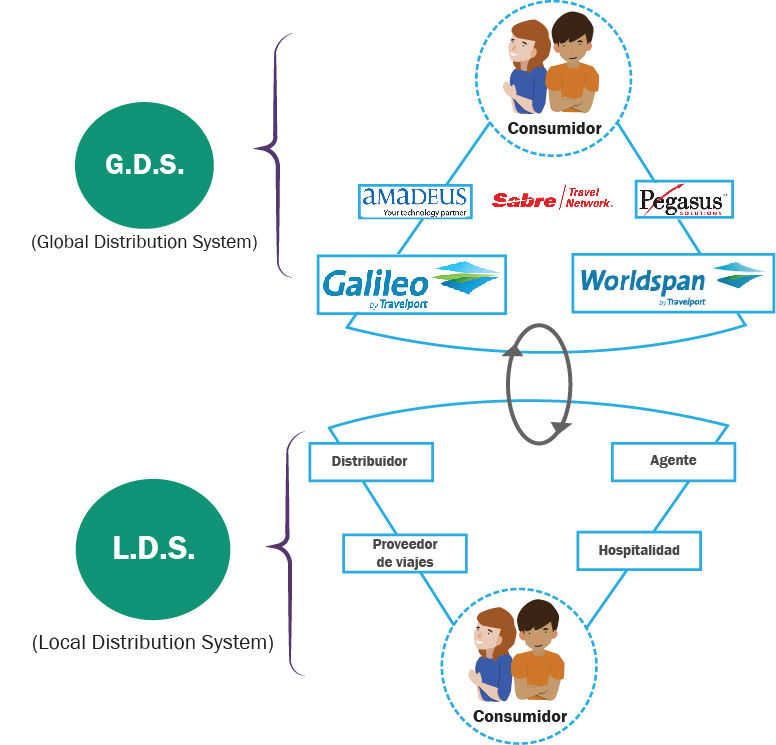 Consumidor
G.D.S.
(Global Distribution System)
amadeus
Your technology partner
Sabre Travel
Network.
Pegasus™
SOLUTIONS
Galileo
by Travelport
Worldspan
by Travelport
Distribuidor
Agente
L.D.S.
(Local Distribution System)
Proveedor
de viajes
Hospitalidad
Consumidor